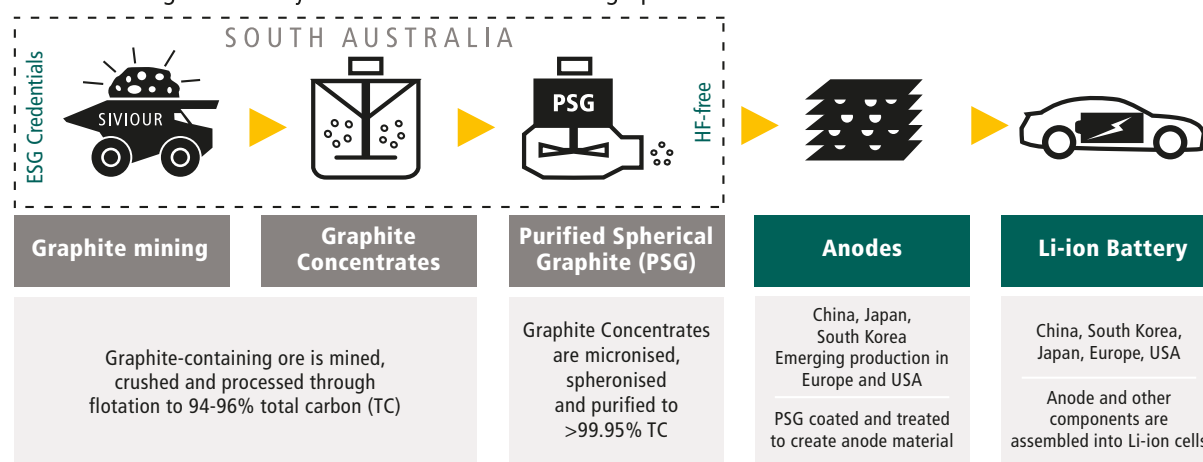 SOUTH AUSTRALIA
ESG Credentials
SIVIOUR
PSG
HF-free
Graphite mining
Graphite
Concentrates
Purified Spherical
Graphite (PSG)
Anodes
Li-ion Battery
Graphite-containing ore is mined,
crushed and processed through
flotation to 94-96% total carbon (TC)
Graphite Concentrates
are micronised,
spheronised
and purified to
>99.95% TC
China, Japan,
South Korea
Emerging production in
Europe and USA
PSG coated and treated
to create anode material
China, South Korea,
Japan, Europe, USA
Anode and other
components are
assembled into Li-ion cells